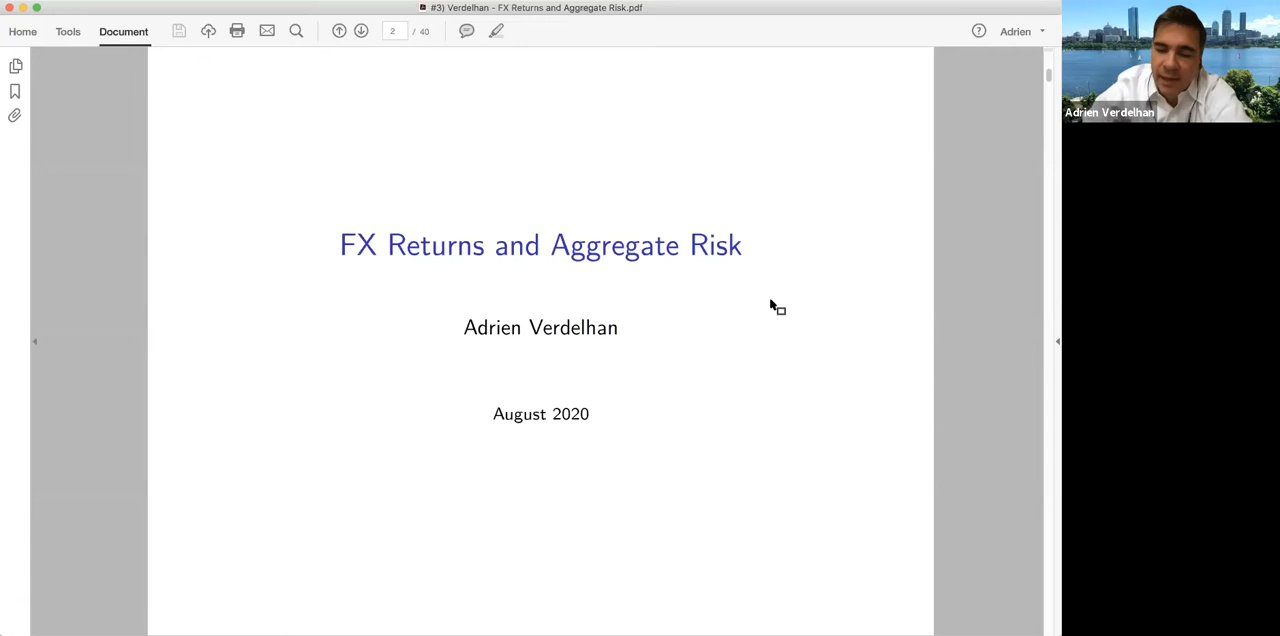 #3) Verdelhan - FX Returns and Aggregate Risk.pdf
Home Tools Document 2 / 40 Adrien
FX Returns and Aggregate Risk
Adrien Verdelhan
August 2020
Adrien Verdelhan